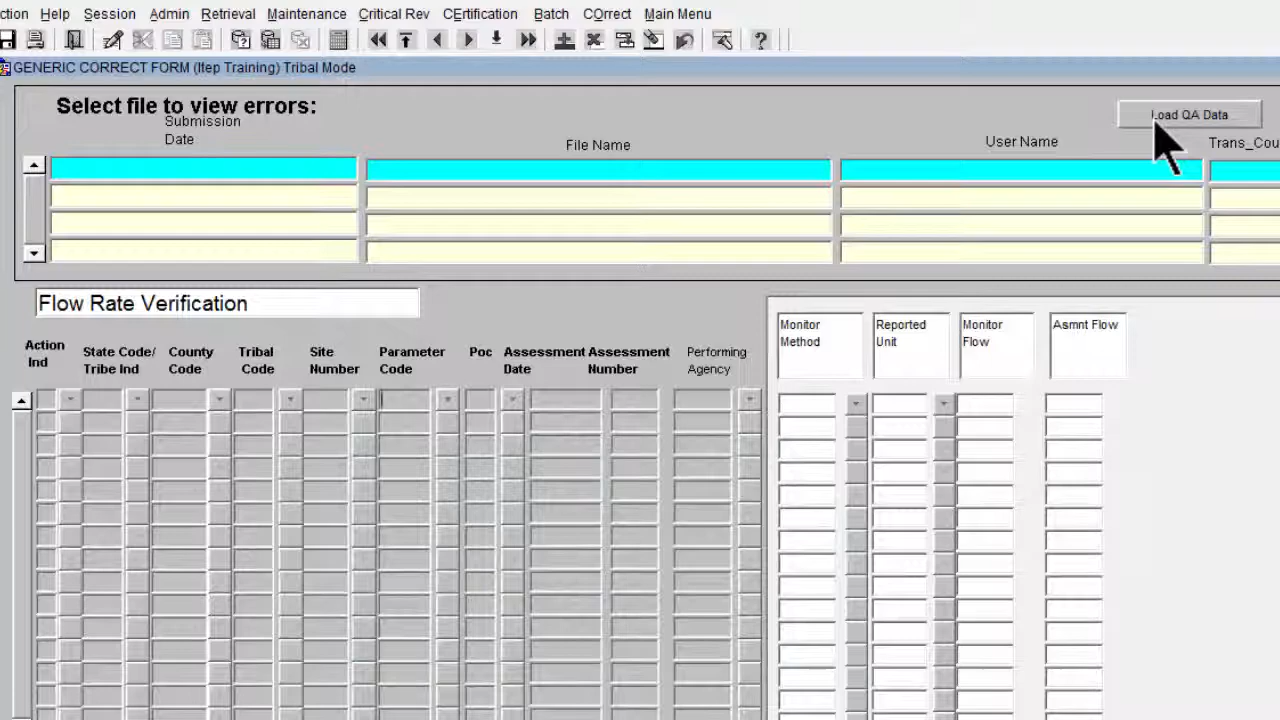 ction Help Session Admin Retrieval Maintenance Critical Rev CErtification Batch COrrect Main Menu
GENERIC CORRECT FORM (Itep Training) Tribal Mode
Select file to view errors:
Load QA Data
Submission
Date
File Name
User Name
Trans_Cou
Flow Rate Verification
Action
Ind
State Code/
Tribe Ind
County
Code
Tribal
Code
Site
Number
Parameter
Code
Poc
Assessment
Date
Assessment
Number
Performing
Agency
Monitor
Method
Reported
Unit
Monitor
Flow
Asmnt Flow